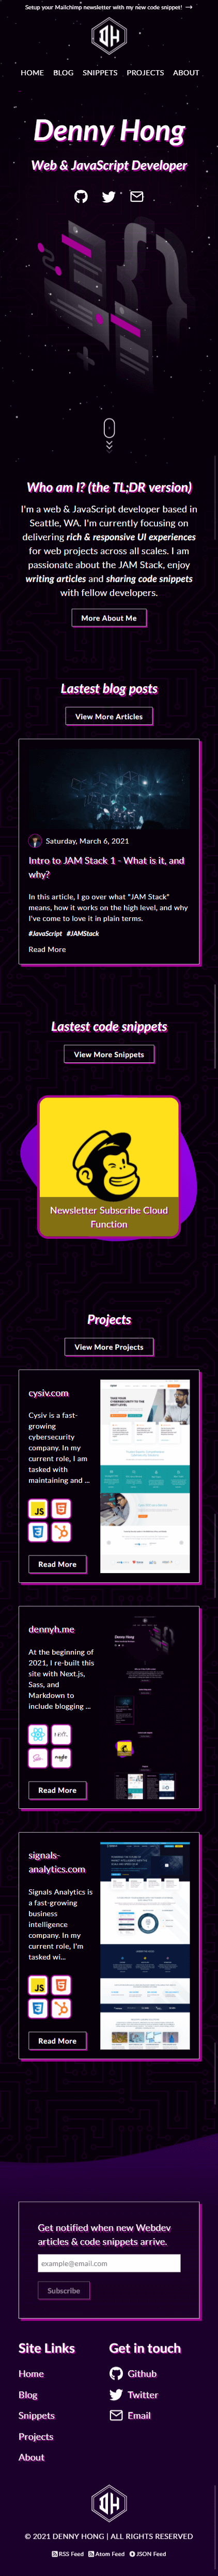 Setup your Mailchimp newsletter with my new code snippet! →
DH
HOME BLOG SNIPPETS PROJECTS ABOUT
Denny Hong
Web & JavaScript Developer
Who am I? (the TL;DR version)
I'm a web & JavaScript developer based in
Seattle, WA. I'm currently focusing on
delivering rich & responsive UI experiences
for web projects across all scales. I am
passionate about the JAM Stack, enjoy
writing articles and sharing code snippets
with fellow developers.
More About Me
Latest blog posts
View More Articles
Saturday, March 6, 2021
Intro to JAM Stack 1 - What is it, and
why?
In this article, I go over what "JAM Stack"
means, how it works on the high level, and why
I've come to love it in plain terms.
#JavaScript #JAMStack
Read More
Lastest code snippets
View More Snippets
Newsletter Subscribe Cloud
Function
Projects
View More Projects
cysiv.com
Cysiv is a fast-
growing
cybersecurity
company. In my
current role, I am
tasked with
maintaining and ...
JS
Read More
dennyh.me
At the beginning of
2021, I re-built this
site with Next.js,
Sass, and
Markdown to
include blogging ...
Read More
signals-
analytics.com
Signals Analytics is
a fast-growing
business
intelligence
company. In my
current role, I'm
tasked wi...
JS
Read More
Get notified when new Webdev
articles & code snippets arrive.
example@email.com
Subscribe
Site Links
Home
Blog
Snippets
Projects
About
Get in touch
Github
Twitter
Email
DH
© 2021 DENNY HONG | ALL RIGHTS RESERVED
RSS Feed Atom Feed JSON Feed